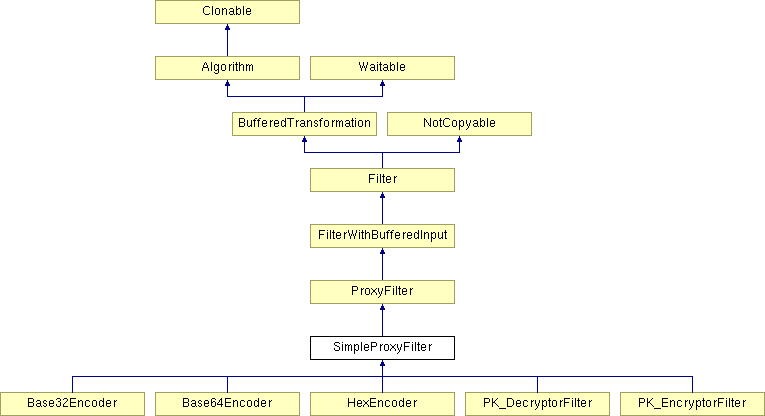 Clonable
Algorithm
Waitable
BufferedTransformation
NotCopyable
Filter
FilterWithBufferedInput
ProxyFilter
SimpleProxyFilter
Base32Encoder
Base64Encoder
HexEncoder
PK_DecryptorFilter
PK_EncryptorFilter